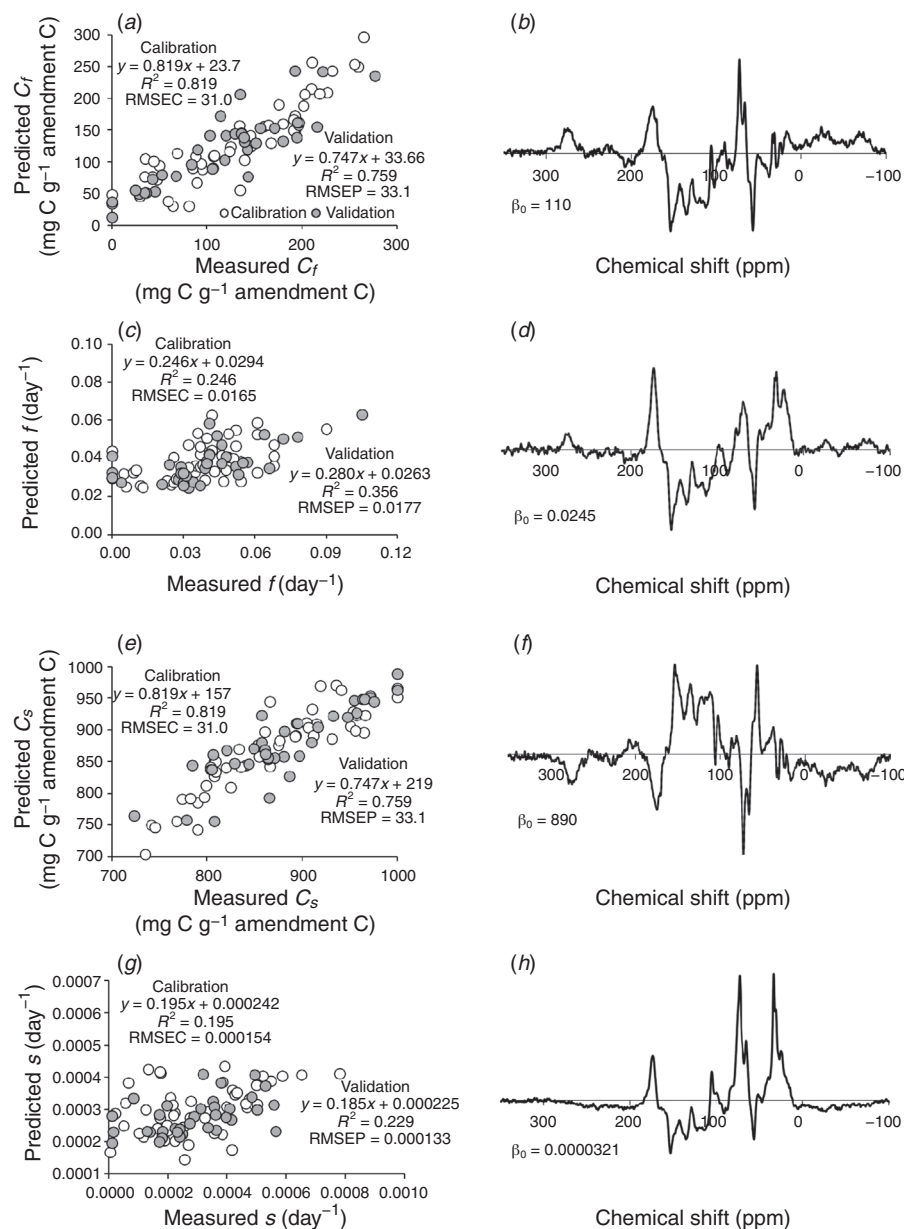 (a)
300
250
200
150
100
50
0
Predicted Cf
(mg C g–1 amendment C)
Calibration
y = 0.819x + 23.7
R2 = 0.819
RMSEC = 31.0
Validation
y = 0.747x + 33.66
R2 = 0.759
RMSEP = 33.1
Calibration Validation
0 100 200 300
Measured Cf
(mg C g–1 amendment C)
(b)
300 200 100 0 –100
β0 = 110
Chemical shift (ppm)
(c)
0.10
0.08
0.06
0.04
0.02
0.00
Predicted f (day–1)
Calibration
y = 0.246x + 0.0294
R2 = 0.246
RMSEC = 0.0165
Validation
y = 0.280x + 0.0263
R2 = 0.356
RMSEP = 0.0177
0.00 0.03 0.06 0.09 0.12
Measured f (day–1)
(d)
300 200 100 0 –100
β0 = 0.0245
Chemical shift (ppm)
(e)
1000
950
900
850
800
750
700
Predicted Cs
(mg C g–1 amendment C)
Calibration
y = 0.819x + 157
R2 = 0.819
RMSEC = 31.0
Validation
y = 0.747x + 219
R2 = 0.759
RMSEP = 33.1
700 800 900 1000
Measured Cs
(mg C g–1 amendment C)
(f)
300 200 100 0 –100
β0 = 890
Chemical shift (ppm)
(g)
0.0007
0.0006
0.0005
0.0004
0.0003
0.0002
0.0001
Predicted s (day–1)
Calibration
y = 0.195x + 0.000242
R2 = 0.195
RMSEC = 0.000154
Validation
y = 0.185x + 0.000225
R2 = 0.229
RMSEP = 0.000133
0.0000 0.0002 0.0004 0.0006 0.0008 0.0010
Measured s (day–1)
(h)
300 200 100 0 –100
β0 = 0.0000321
Chemical shift (ppm)